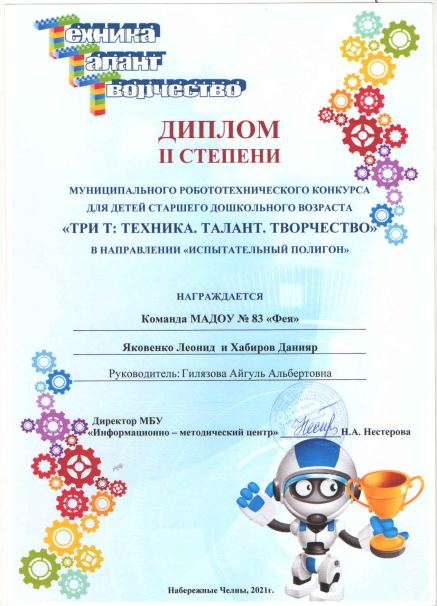 Техника
Талант
Творчество
ДИПЛОМ
II СТЕПЕНИ
МУНИЦИПАЛЬНОГО РОБОТОТЕХНИЧЕСКОГО КОНКУРСА
ДЛЯ ДЕТЕЙ СТАРШЕГО ДОШКОЛЬНОГО ВОЗРАСТА
«ТРИ Т: ТЕХНИКА. ТАЛАНТ. ТВОРЧЕСТВО»
В НАПРАВЛЕНИИ «ИСПЫТАТЕЛЬНЫЙ ПОЛИГОН»
НАГРАЖДАЕТСЯ
Команда МАДОУ № 83 «Фея»
Яковенко Леонид и Хабиров Данияр
Руководитель: Гилязова Айгуль Альбертовна
Директор МБУ
«Информационно – методический центр» Н.А. Нестерова
Набережные Челны, 2021г.